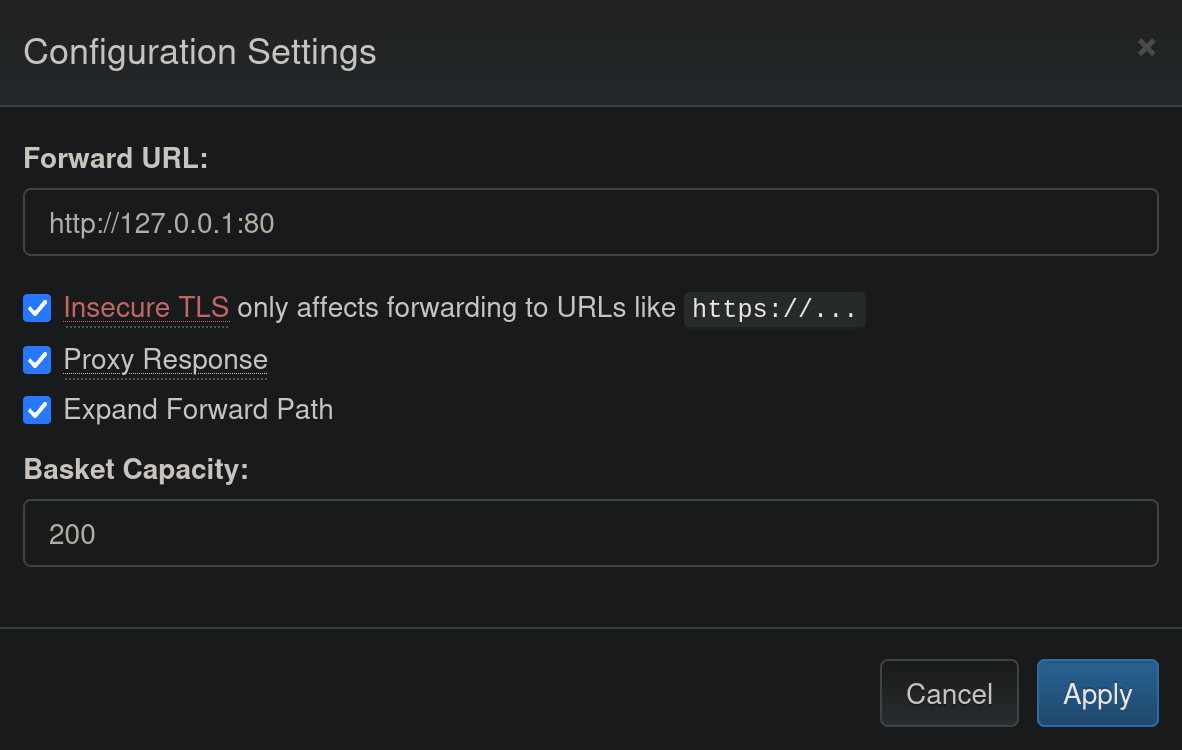 Configuration Settings
Forward URL:
http://127.0.0.1:80
Insecure TLS only affects forwarding to URLs like https://...
Proxy Response
Expand Forward Path
Basket Capacity:
200
Cancel Apply